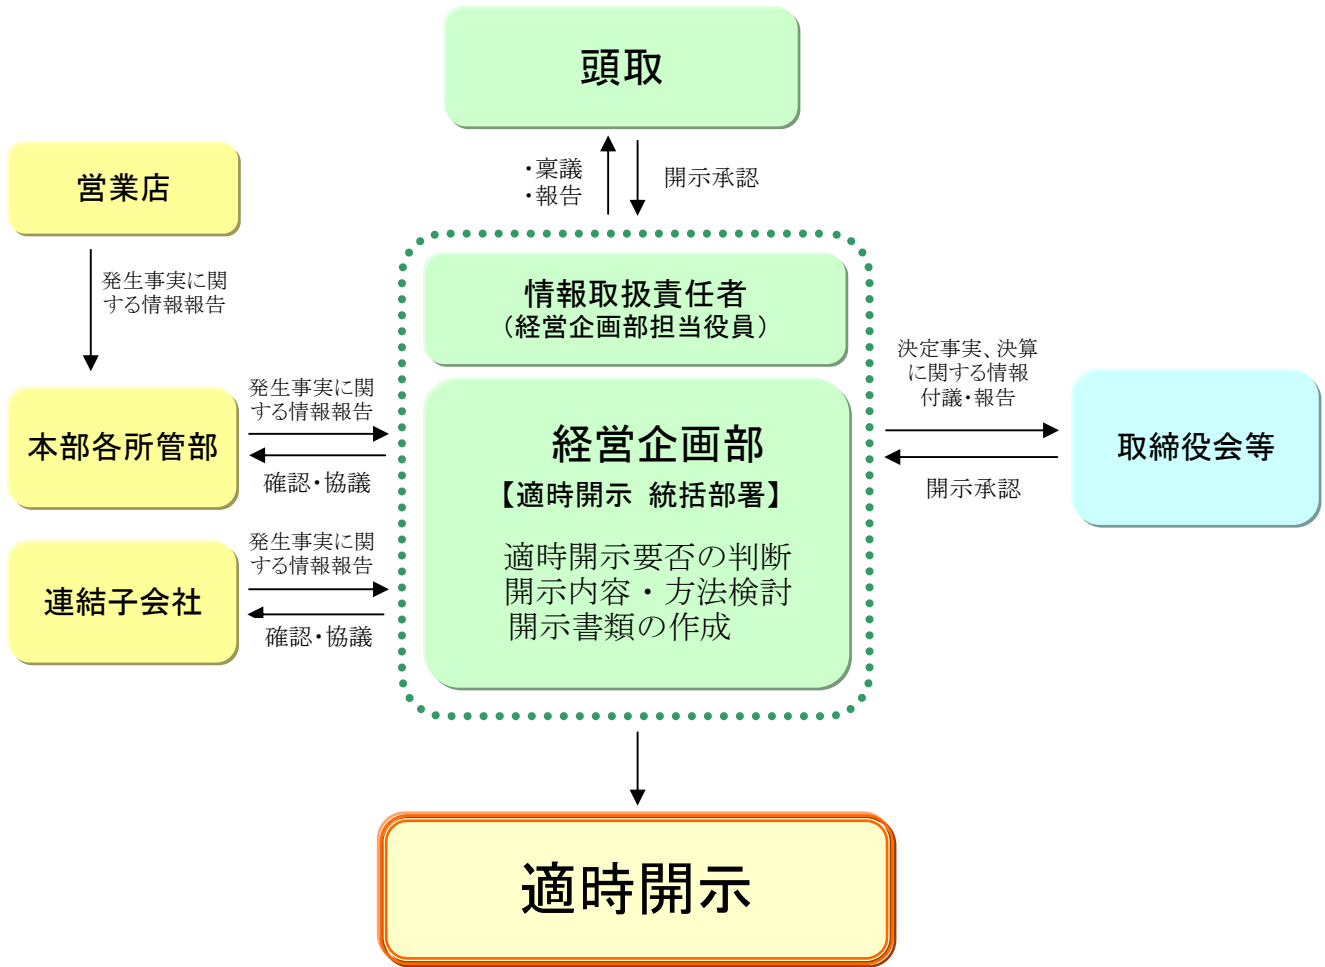 頭取
・稟議
・報告
開示承認
営業店
発生事実に関
する情報報告
情報取扱責任者
（経営企画部担当役員）
決定事実、決算
に関する情報
付議・報告
発生事実に関
する情報報告
本部各所管部
確認・協議
経営企画部
【適時開示 統括部署】
取締役会等
開示承認
適時開示要否の判断
開示内容・方法検討
開示書類の作成
発生事実に関
する情報報告
連結子会社
確認・協議
適時開示